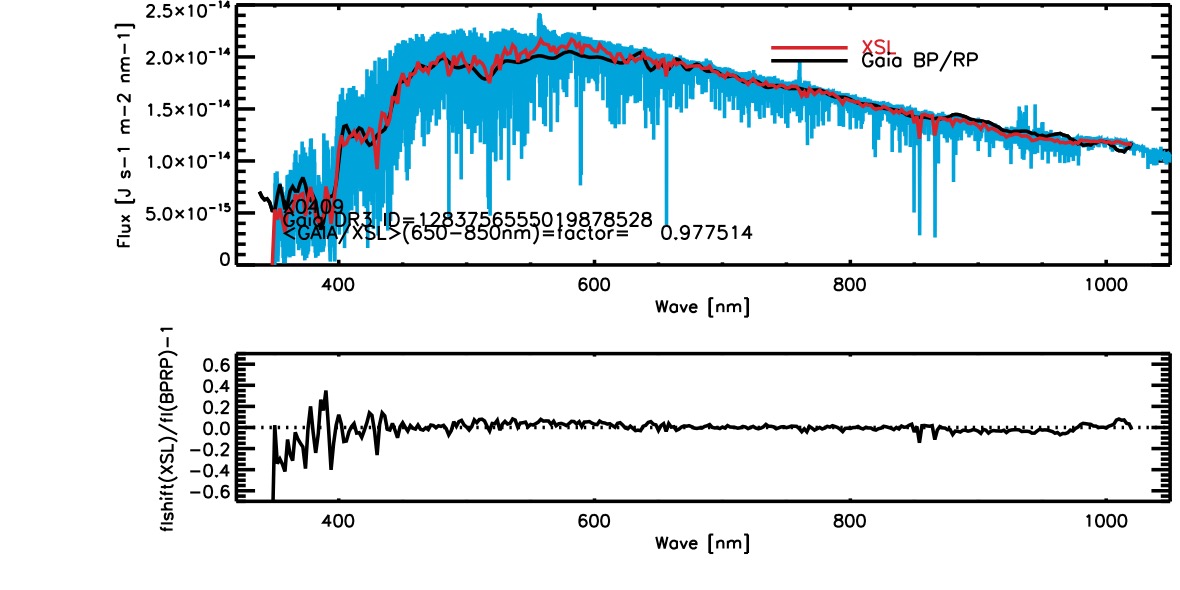 2.5×10−14
2.0×10−14
1.5×10−14
1.0×10−14
5.0×10−15
0
Flux [J s−1 m−2 nm−1]
XSL
Gaia BP/RP
X0409
Gaia DR3 ID=1283756555019878528
<GAIA/XSL>(650−850nm)=factor= 0.977514
400 600 800 1000
Wave [nm]
0.6
0.4
0.2
0.0
−0.2
−0.4
−0.6
flshift(XSL)/fl(BPRP)−1
400 600 800 1000
Wave [nm]